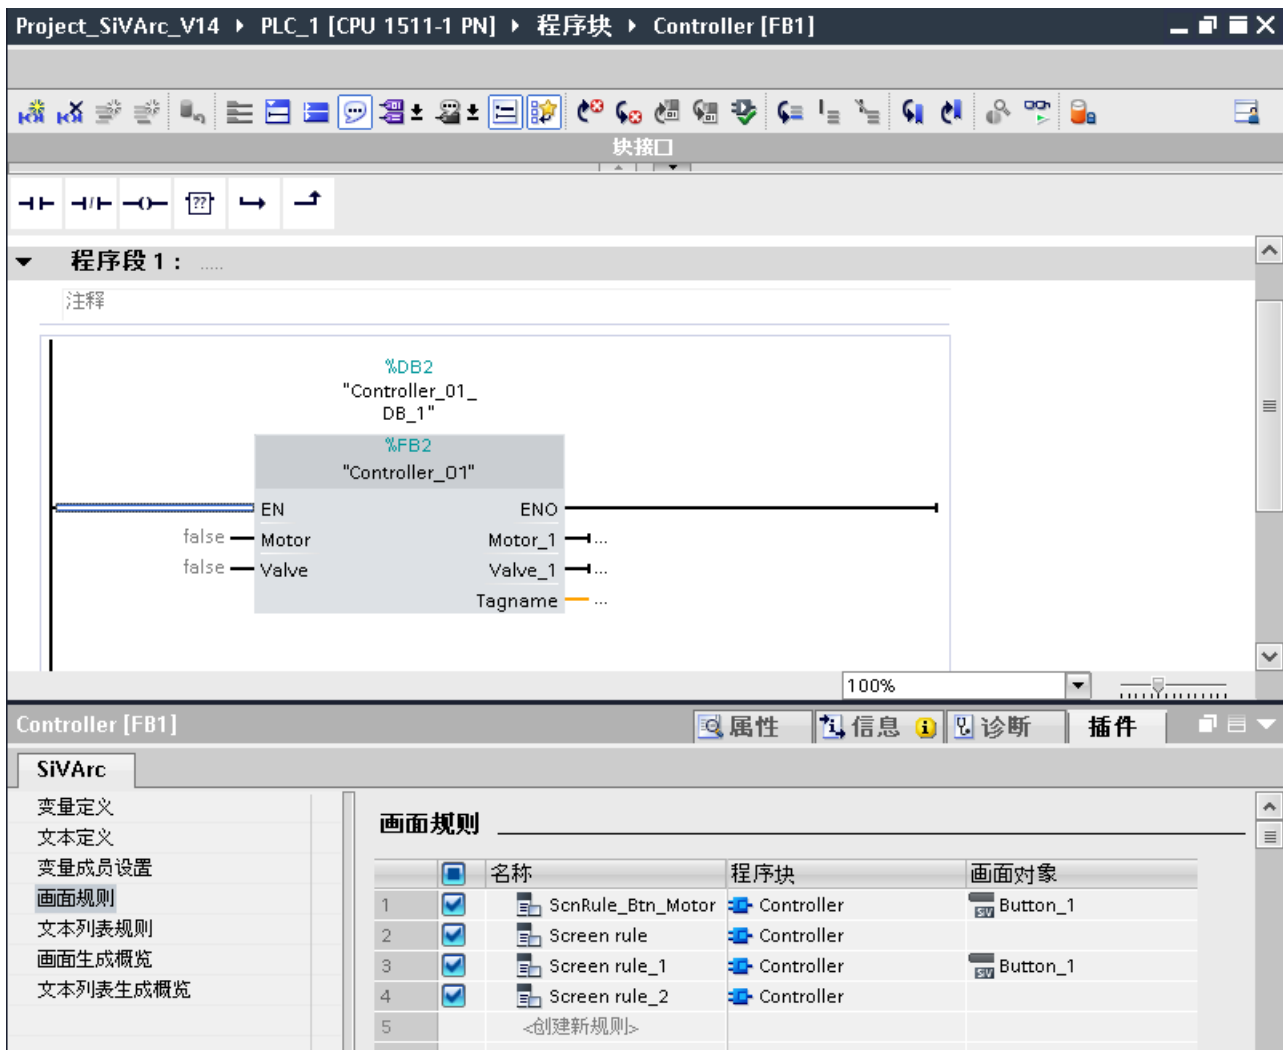 Project_SiVArc_V14 ▸ PLC_1 [CPU 1511-1 PN] ▸ 程序块 ▸ Controller [FB1]
块接口
??
程序段 1： .....
注释
%DB2
"Controller_01_
DB_1"
%FB2
"Controller_01"
EN ENO
false Motor Motor_1 ...
false Valve Valve_1 ...
Tagname ...
100%
Controller [FB1] 属性 信息 诊断 插件
SiVArc
变量定义
文本定义
变量成员设置
画面规则
文本列表规则
画面生成概览
文本列表生成概览
画面规则
名称 程序块 画面对象
1 ScnRule_Btn_Motor Controller Button_1
2 Screen rule Controller
3 Screen rule_1 Controller Button_1
4 Screen rule_2 Controller
5 <创建新规则>